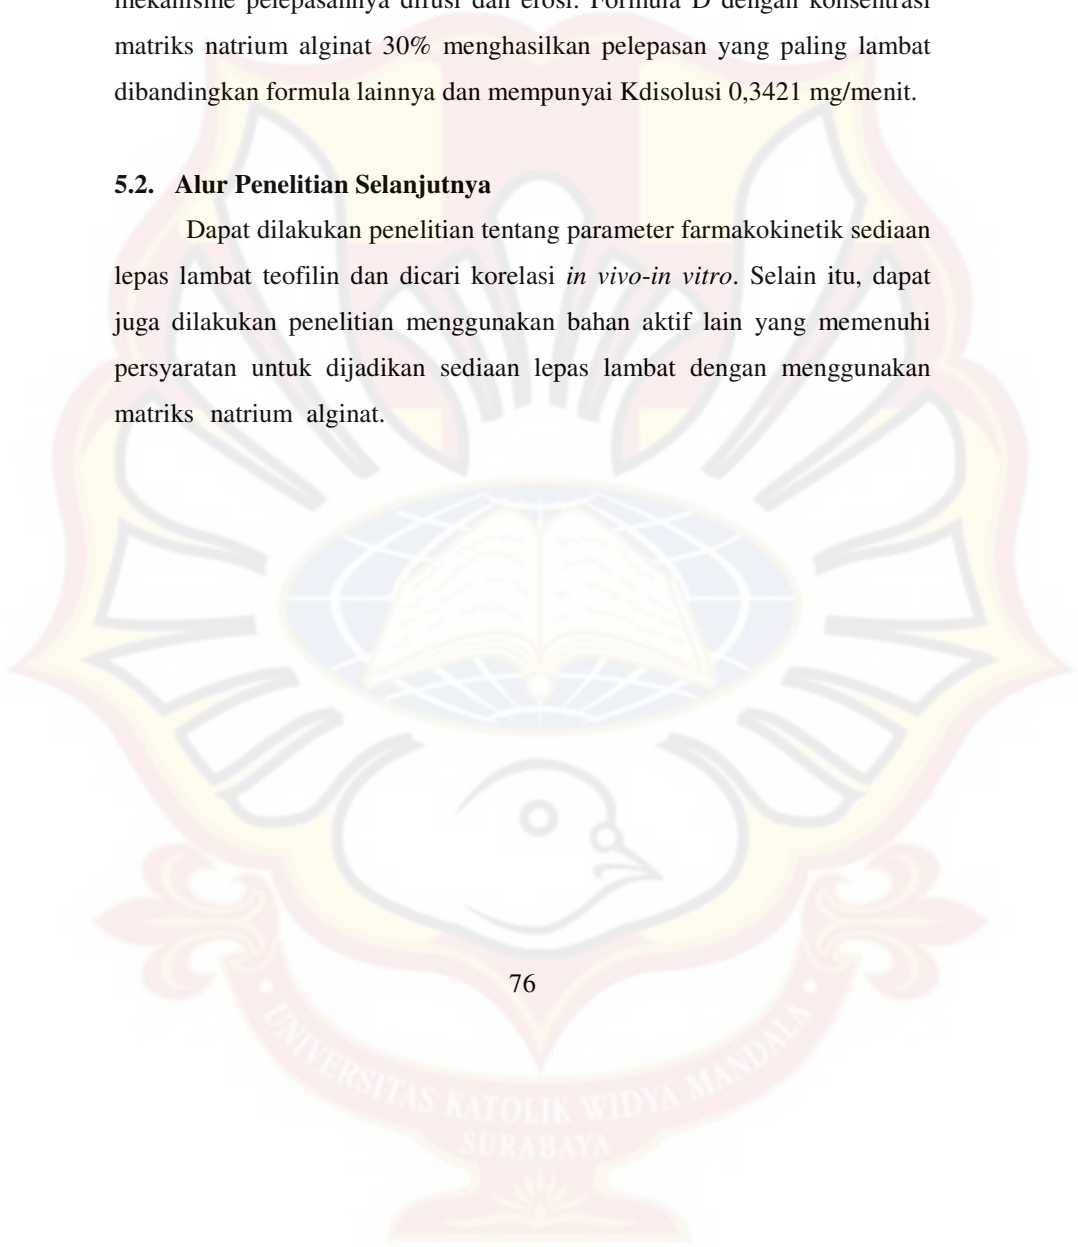 mekanisme pelepasannya difusi dan erosi. Formula D dengan konsentrasi
matriks natrium alginat 30% menghasilkan pelepasan yang paling lambat
dibandingkan formula lainnya dan mempunyai Kdisolusi 0,3421 mg/menit.
5.2. Alur Penelitian Selanjutnya
Dapat dilakukan penelitian tentang parameter farmakokinetik sediaan
lepas lambat teofilin dan dicari korelasi in vivo-in vitro. Selain itu, dapat
juga dilakukan penelitian menggunakan bahan aktif lain yang memenuhi
persyaratan untuk dijadikan sediaan lepas lambat dengan menggunakan
matriks natrium alginat.
76
• UNIVERSITAS KATOLIK WIDYA MANDALA •
SURABAYA